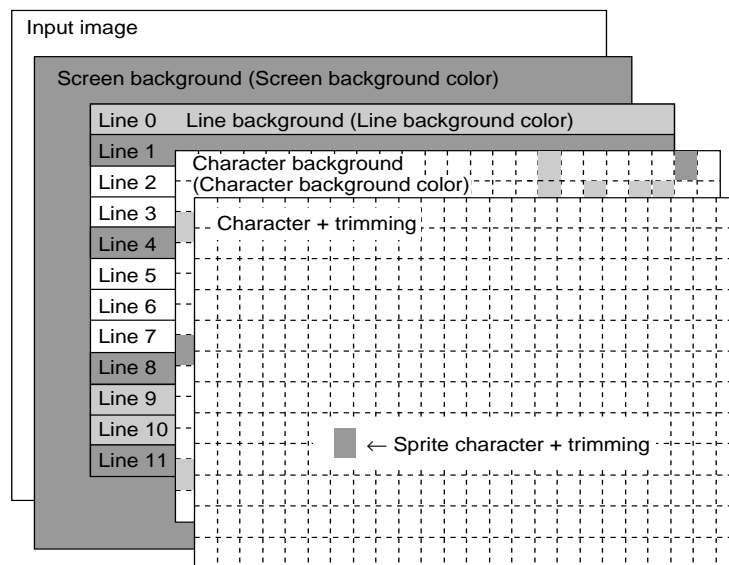 Input image
Screen background (Screen background color)
Line 0 Line background (Line background color)
Line 1
Character background
Line 2
(Character background color)
Line 3
Character + trimming
Line 4
Line 5
Line 6
Line 7
Line 8
Line 9
Line 10
← Sprite character + trimming
Line 11